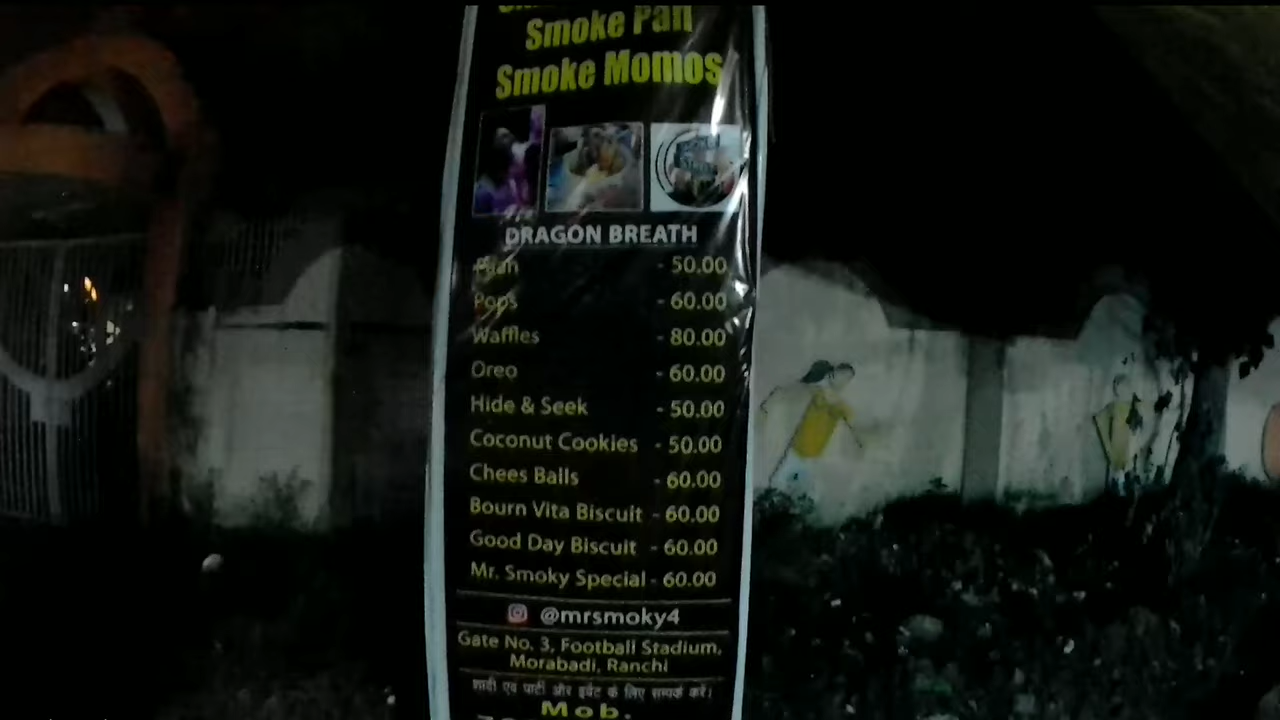 Smoke Pan
Smoke Momos
DRAGON BREATH
Paan - 50.00
Pops - 60.00
Waffles - 80.00
Oreo - 60.00
Hide & Seek - 50.00
Coconut Cookies - 50.00
Chees Balls - 60.00
Bourn Vita Biscuit - 60.00
Good Day Biscuit - 60.00
Mr. Smoky Special - 60.00
@mrsmoky4
Gate No. 3, Football Stadium,
Morabadi, Ranchi
शादी एवं पार्टी और इवेंट के लिए सम्पर्क करें।
Mob.